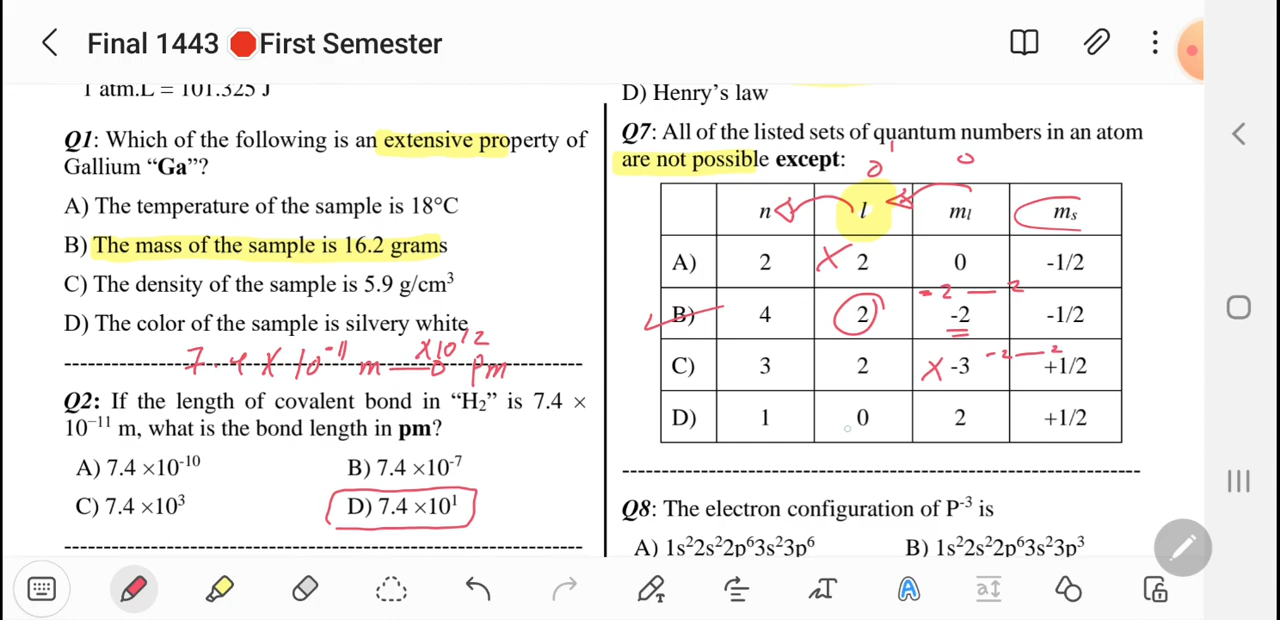 Final 1443 🛑First Semester
1 atm.L = 101.325 J
Q1: Which of the following is an extensive property of
Gallium “Ga”?
A) The temperature of the sample is 18°C
B) The mass of the sample is 16.2 grams
C) The density of the sample is 5.9 g/cm³
D) The color of the sample is silvery white
7.4 × 10⁻¹¹ m ×10¹² pm
Q2: If the length of covalent bond in “H₂” is 7.4 ×
10⁻¹¹ m, what is the bond length in pm?
A) 7.4 ×10⁻¹⁰ B) 7.4 ×10⁻⁷
C) 7.4 ×10³ D) 7.4 ×10¹
D) Henry’s law
Q7: All of the listed sets of quantum numbers in an atom
are not possible except:
0 1 0
n l mₗ mₛ
A) 2 2 0 -1/2
-2 — 2
B) 4 2 -2 -1/2
-2 — 2
C) 3 2 -3 +1/2
D) 1 0 2 +1/2
Q8: The electron configuration of P⁻³ is
A) 1s²2s²2p⁶3s²3p⁶ B) 1s²2s²2p⁶3s²3p³